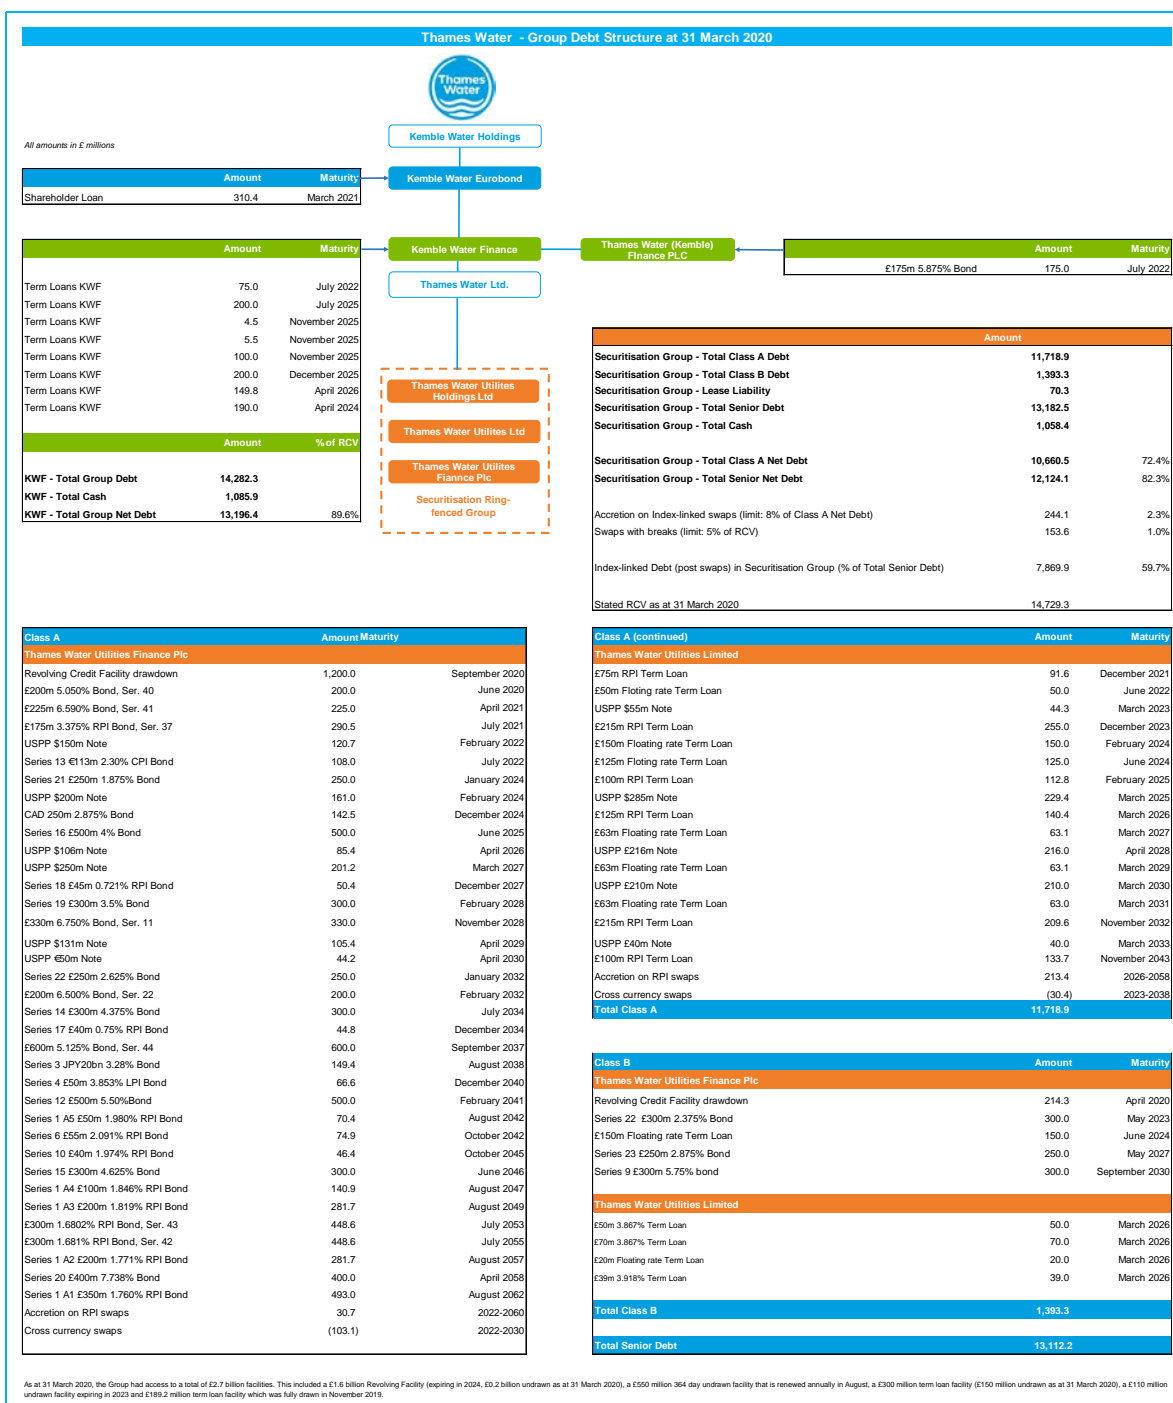 Thames Water - Group Debt Structure at 31 March 2020
Thames
Water
Kemble Water Holdings
All amounts in £ millions
Amount Maturity
Kemble Water Eurobond
Shareholder Loan 310.4 March 2021
Amount Maturity
Kemble Water Finance
Thames Water (Kemble)
FInance PLC
Amount Maturity
£175m 5.875% Bond 175.0 July 2022
Thames Water Ltd.
Term Loans KWF 75.0 July 2022
Term Loans KWF 200.0 July 2025
Term Loans KWF 4.5 November 2025
Term Loans KWF 5.5 November 2025
Term Loans KWF 100.0 November 2025
Term Loans KWF 200.0 December 2025
Term Loans KWF 149.8 April 2026
Term Loans KWF 190.0 April 2024
Amount % of RCV
KWF - Total Group Debt 14,282.3
KWF - Total Cash 1,085.9
KWF - Total Group Net Debt 13,196.4 89.6%
Thames Water Utilites
Holdings Ltd
Thames Water Utilites Ltd
Thames Water Utilites
Fiannce Plc
Securitisation Ring-
fenced Group
Amount
Securitisation Group - Total Class A Debt 11,718.9
Securitisation Group - Total Class B Debt 1,393.3
Securitisation Group - Lease Liability 70.3
Securitisation Group - Total Senior Debt 13,182.5
Securitisation Group - Total Cash 1,058.4
Securitisation Group - Total Class A Net Debt 10,660.5 72.4%
Securitisation Group - Total Senior Net Debt 12,124.1 82.3%
Accretion on Index-linked swaps (limit: 8% of Class A Net Debt) 244.1 2.3%
Swaps with breaks (limit: 5% of RCV) 153.6 1.0%
Index-linked Debt (post swaps) in Securitisation Group (% of Total Senior Debt) 7,869.9 59.7%
Stated RCV as at 31 March 2020 14,729.3
Class A Amount Maturity
Thames Water Utilities Finance Plc
Revolving Credit Facility drawdown 1,200.0 September 2020
£200m 5.050% Bond, Ser. 40 200.0 June 2020
£225m 6.590% Bond, Ser. 41 225.0 April 2021
£175m 3.375% RPI Bond, Ser. 37 290.5 July 2021
USPP $150m Note 120.7 February 2022
Series 13 €113m 2.30% CPI Bond 108.0 July 2022
Series 21 £250m 1.875% Bond 250.0 January 2024
USPP $200m Note 161.0 February 2024
CAD 250m 2.875% Bond 142.5 December 2024
Series 16 £500m 4% Bond 500.0 June 2025
USPP $106m Note 85.4 April 2026
USPP $250m Note 201.2 March 2027
Series 18 £45m 0.721% RPI Bond 50.4 December 2027
Series 19 £300m 3.5% Bond 300.0 February 2028
£330m 6.750% Bond, Ser. 11 330.0 November 2028
USPP $131m Note 105.4 April 2029
USPP €50m Note 44.2 April 2030
Series 22 £250m 2.625% Bond 250.0 January 2032
£200m 6.500% Bond, Ser. 22 200.0 February 2032
Series 14 £300m 4.375% Bond 300.0 July 2034
Series 17 £40m 0.75% RPI Bond 44.8 December 2034
£600m 5.125% Bond, Ser. 44 600.0 September 2037
Series 3 JPY20bn 3.28% Bond 149.4 August 2038
Series 4 £50m 3.853% LPI Bond 66.6 December 2040
Series 12 £500m 5.50%Bond 500.0 February 2041
Series 1 A5 £50m 1.980% RPI Bond 70.4 August 2042
Series 6 £55m 2.091% RPI Bond 74.9 October 2042
Series 10 £40m 1.974% RPI Bond 46.4 October 2045
Series 15 £300m 4.625% Bond 300.0 June 2046
Series 1 A4 £100m 1.846% RPI Bond 140.9 August 2047
Series 1 A3 £200m 1.819% RPI Bond 281.7 August 2049
£300m 1.6802% RPI Bond, Ser. 43 448.6 July 2053
£300m 1.681% RPI Bond, Ser. 42 448.6 July 2055
Series 1 A2 £200m 1.771% RPI Bond 281.7 August 2057
Series 20 £400m 7.738% Bond 400.0 April 2058
Series 1 A1 £350m 1.760% RPI Bond 493.0 August 2062
Accretion on RPI swaps 30.7 2022-2060
Cross currency swaps (103.1) 2022-2030
Class A (continued) Amount Maturity
Thames Water Utilities Limited
£75m RPI Term Loan 91.6 December 2021
£50m Floting rate Term Loan 50.0 June 2022
USPP $55m Note 44.3 March 2023
£215m RPI Term Loan 255.0 December 2023
£150m Floating rate Term Loan 150.0 February 2024
£125m Floting rate Term Loan 125.0 June 2024
£100m RPI Term Loan 112.8 February 2025
USPP $285m Note 229.4 March 2025
£125m RPI Term Loan 140.4 March 2026
£63m Floating rate Term Loan 63.1 March 2027
USPP £216m Note 216.0 April 2028
£63m Floating rate Term Loan 63.1 March 2029
USPP £210m Note 210.0 March 2030
£63m Floating rate Term Loan 63.0 March 2031
£215m RPI Term Loan 209.6 November 2032
USPP £40m Note 40.0 March 2033
£100m RPI Term Loan 133.7 November 2043
Accretion on RPI swaps 213.4 2026-2058
Cross currency swaps (30.4) 2023-2038
Total Class A 11,718.9
Class B Amount Maturity
Thames Water Utilities Finance Plc
Revolving Credit Facility drawdown 214.3 April 2020
Series 22 £300m 2.375% Bond 300.0 May 2023
£150m Floating rate Term Loan 150.0 June 2024
Series 23 £250m 2.875% Bond 250.0 May 2027
Series 9 £300m 5.75% bond 300.0 September 2030
Thames Water Utilities Limited
£50m 3.867% Term Loan 50.0 March 2026
£70m 3.867% Term Loan 70.0 March 2026
£20m Floating rate Term Loan 20.0 March 2026
£39m 3.918% Term Loan 39.0 March 2026
Total Class B 1,393.3
Total Senior Debt 13,112.2
As at 31 March 2020, the Group had access to a total of £2.7 billion facilities. This included a £1.6 billion Revolving Facility (expiring in 2024, £0.2 billion undrawn as at 31 March 2020), a £550 million 364 day undrawn facility that is renewed annually in August, a £300 million term loan facility (£150 million undrawn as at 31 March 2020), a £110 million
undrawn facility expiring in 2023 and £189.2 million term loan facility which was fully drawn in November 2019.